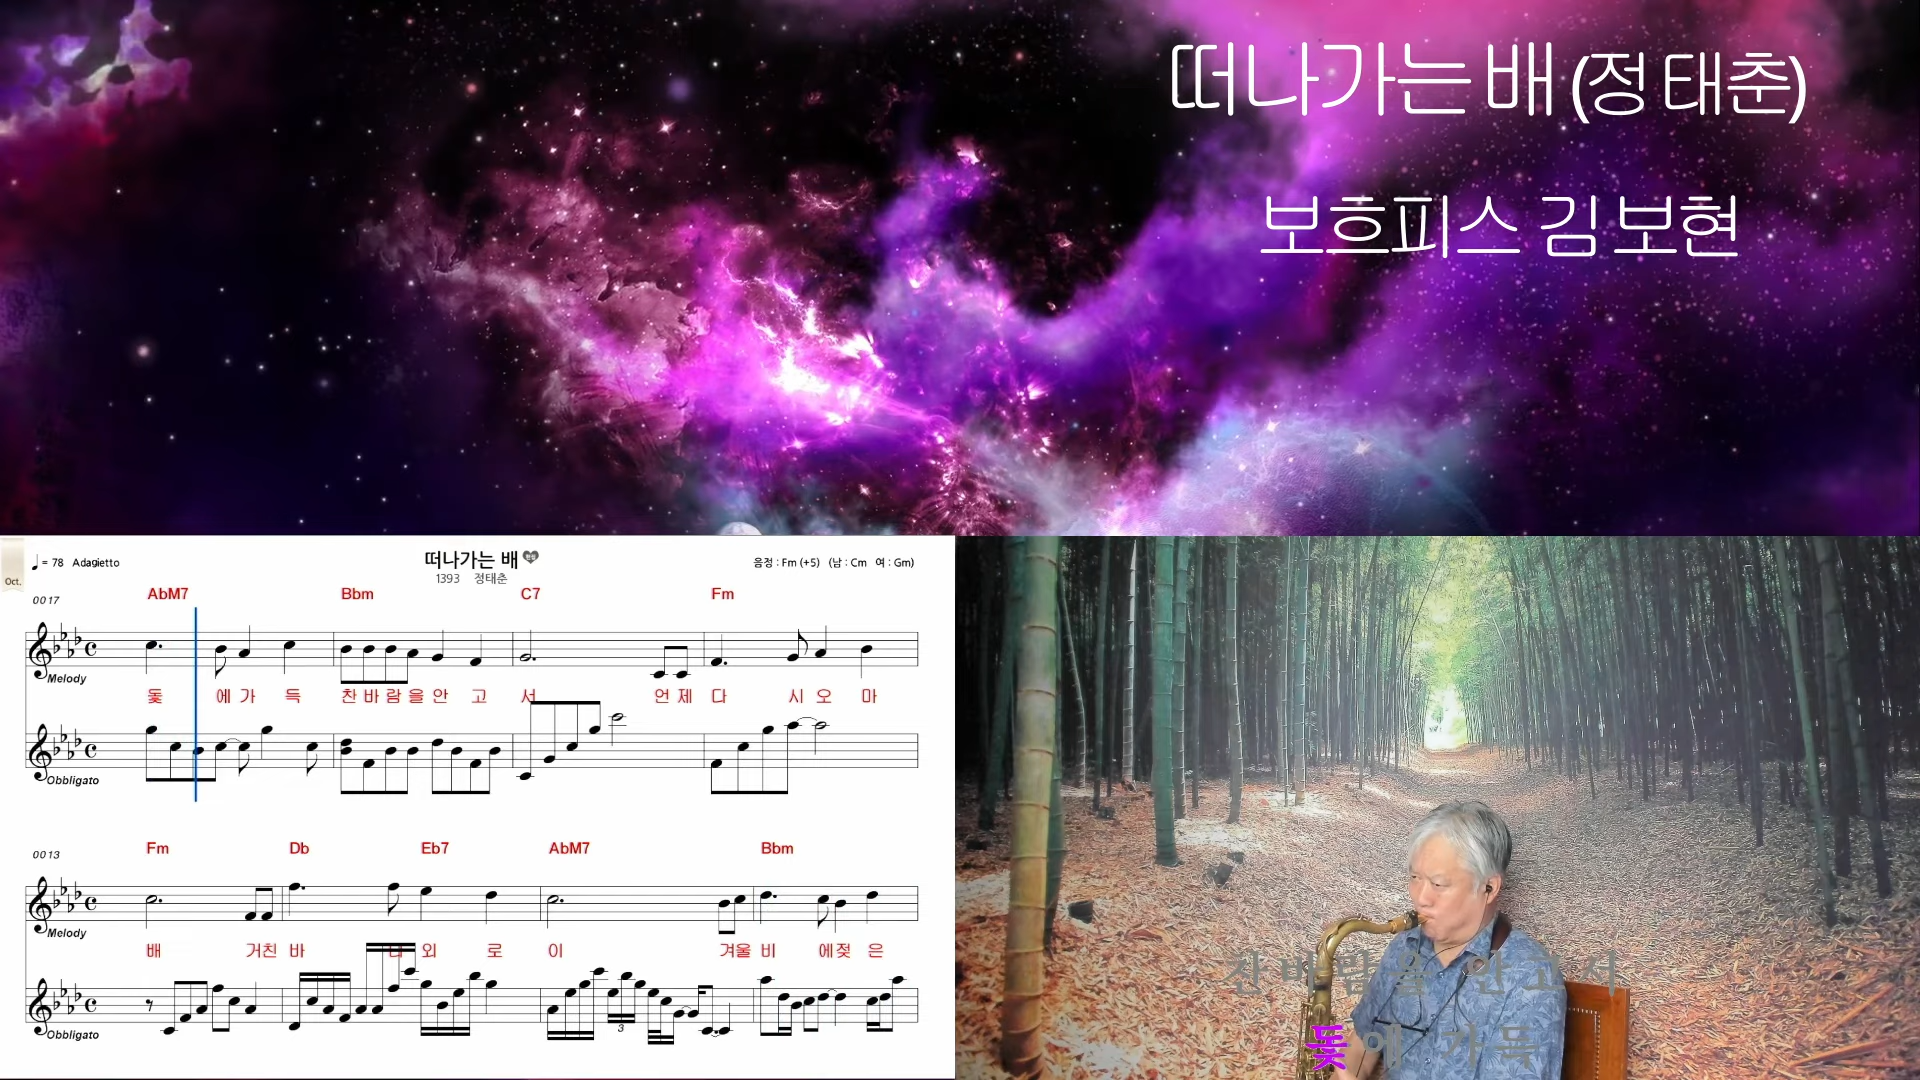 떠나가는 배 (정 태춘)
보흐피스 김 보현
♩= 78 Adagietto
떠나가는 배
1393 정태춘
음정 : Fm (+5) (남 : Cm 여 : Gm)
Oct.
0017
AbM7 Bbm C7 Fm
Melody
돛 에 가 득 찬 바 람 을 안 고 서 언 제 다 시 오 마
Obbligato
0013
Fm Db Eb7 AbM7 Bbm
Melody
배 거친 바 다 외 로 이 겨울 비 에젖 은
3
Obbligato
찬 바 람 을 안 고 서
돛 에 가 득